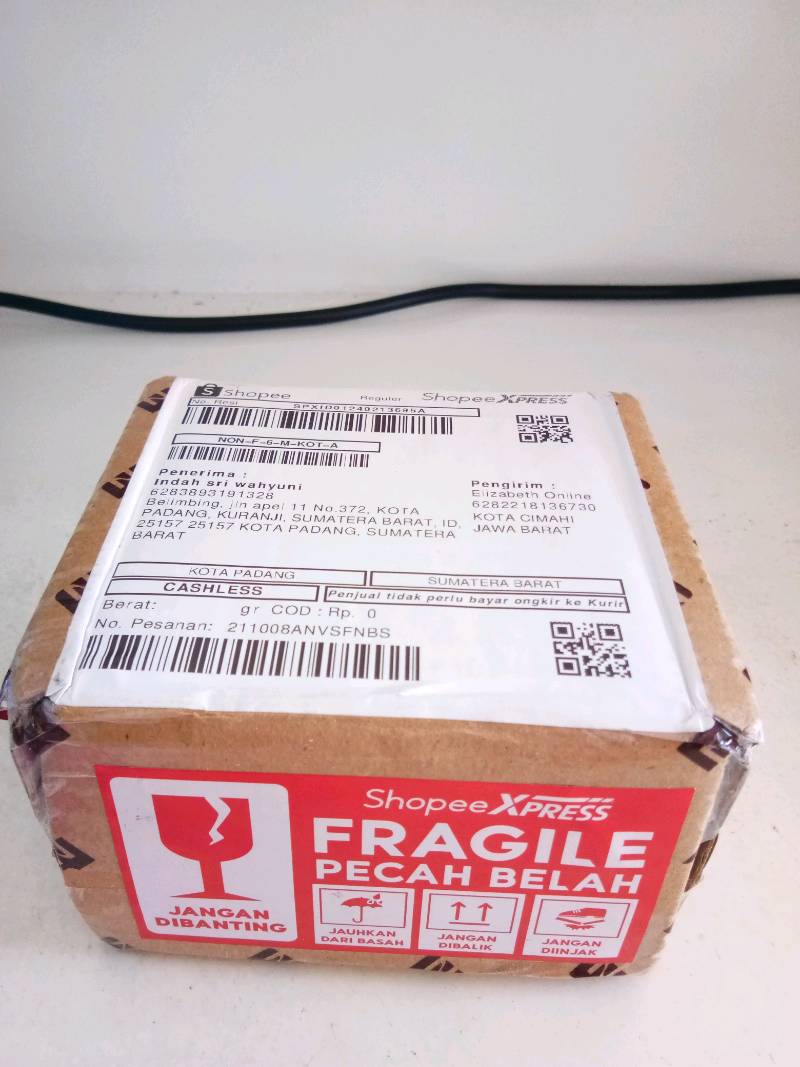 Shopee Reguler Shopee XPRESS
No. Resi SPXID01240213695A
NON-F-6-M-KOT-A
Penerima :
Indah sri wahyuni
6283893191328
Belimbing, jln apel 11 No.372, KOTA
PADANG, KURANJI, SUMATERA BARAT, ID,
25157 25157 KOTA PADANG, SUMATERA
BARAT
Pengirim :
Elizabeth Online
6282218136730
KOTA CIMAHI
JAWA BARAT
KOTA PADANG SUMATERA BARAT
CASHLESS Penjual tidak perlu bayar ongkir ke Kurir
Berat: gr COD : Rp. 0
No. Pesanan: 211008ANVSFNBS
Shopee XPRESS
FRAGILE
PECAH BELAH
JANGAN
DIBANTING
JAUHKAN
DARI BASAH
JANGAN
DIBALIK
JANGAN
DIINJAK